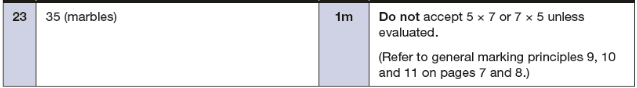 23 35 (marbles) 1m Do not accept 5 × 7 or 7 × 5 unless
evaluated.
(Refer to general marking principles 9, 10
and 11 on pages 7 and 8.)